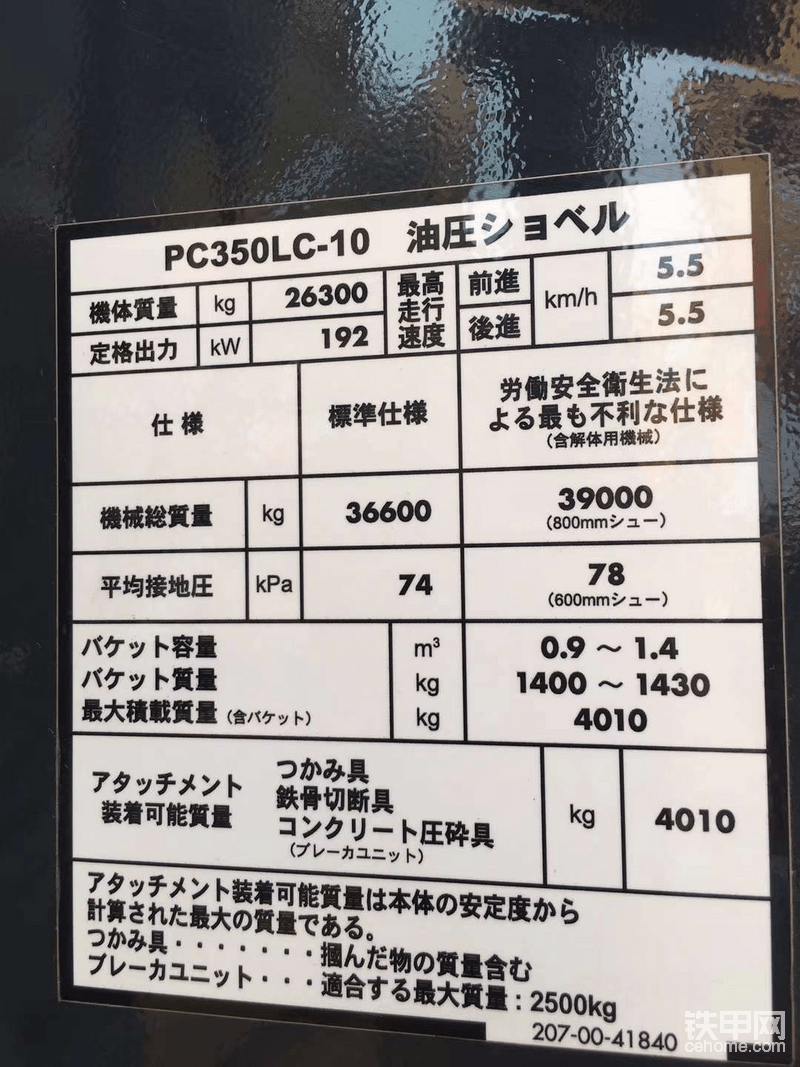 PC350LC-10 油圧ショベル
機体質量 kg 26300 最高走行速度 前進 km/h 5.5
定格出力 kW 192 後進 5.5
仕様 標準仕様 労働安全衛生法に
よる最も不利な仕様
(含解体用機械)
機械総質量 kg 36600 39000
(800mmシュー)
平均接地圧 kPa 74 78
(600mmシュー)
バケット容量 m³ 0.9 ～ 1.4
バケット質量 kg 1400 ～ 1430
最大積載質量 (含バケット) kg 4010
アタッチメント
装着可能質量
つかみ具
鉄骨切断具
コンクリート圧砕具
(ブレーカユニット)
kg 4010
アタッチメント装着可能質量は本体の安定度から
計算された最大の質量である。
つかみ具・・・・・・・掴んだ物の質量含む
ブレーカユニット・・・適合する最大質量：2500kg
207-00-41840
铁甲网
cehome.com